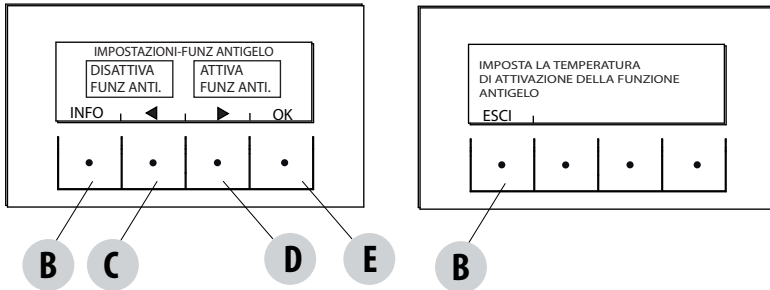 IMPOSTAZIONI-FUNZ ANTIGELO
DISATTIVA
FUNZ ANTI.
ATTIVA
FUNZ ANTI.
INFO ◀ ▶ OK
B C D E
IMPOSTA LA TEMPERATURA
DI ATTIVAZIONE DELLA FUNZIONE
ANTIGELO
ESCI
B